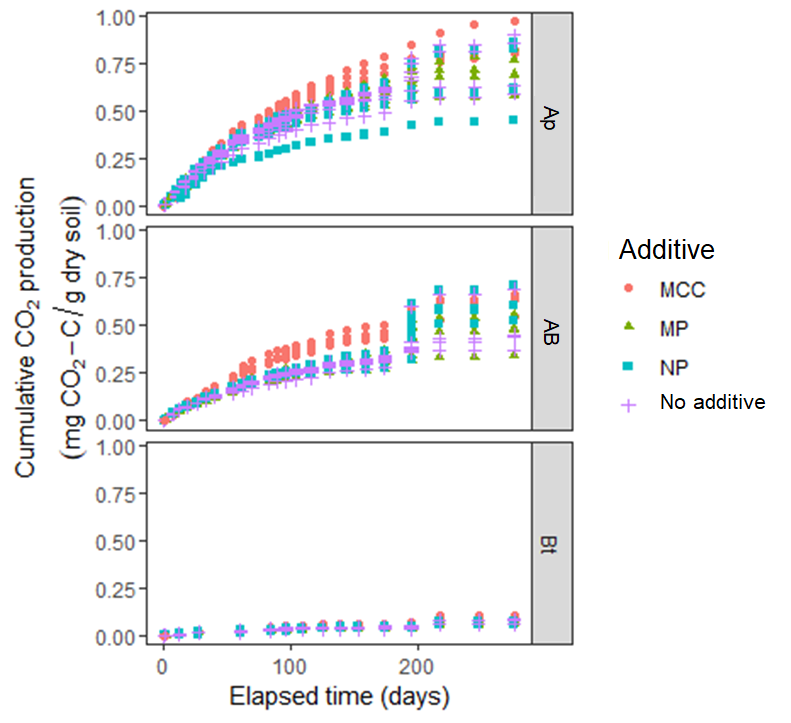 1.00
0.75
0.50
0.25
0.00
Ap
1.00
0.75
0.50
0.25
0.00
AB
1.00
0.75
0.50
0.25
0.00
Bt
0 100 200
Elapsed time (days)
Cumulative CO₂ production
(mg CO₂−C/g dry soil)
Additive
MCC
MP
NP
No additive